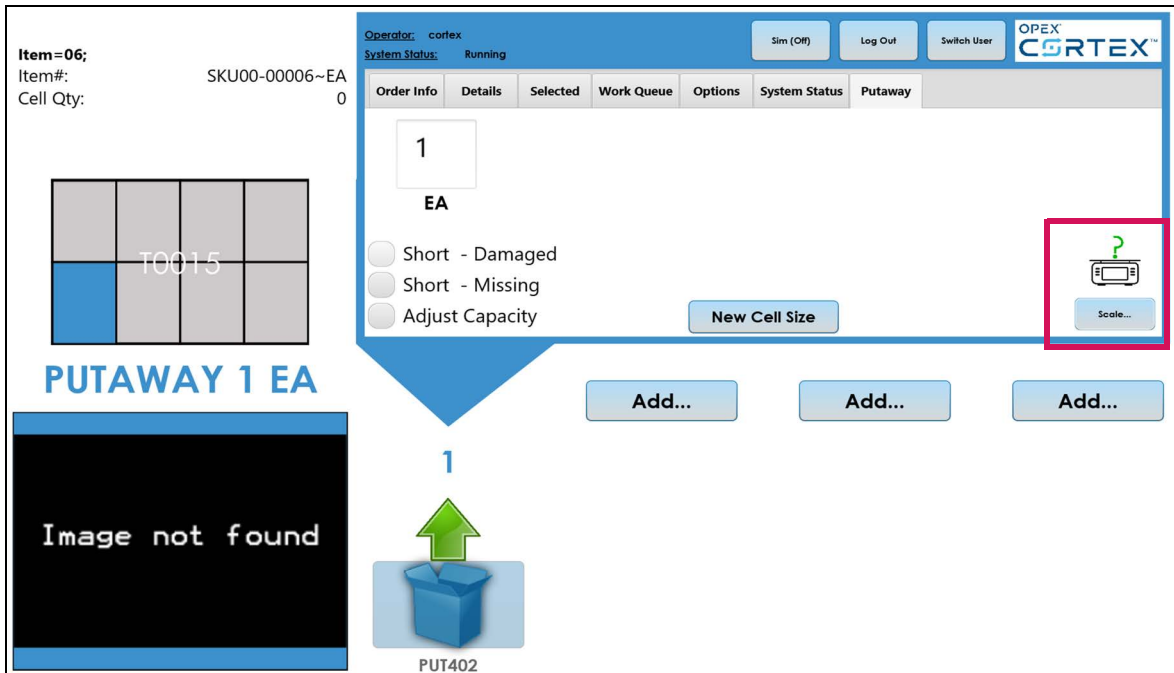 Item=06;
Item#: SKU00-00006~EA
Cell Qty: 0
T0015
PUTAWAY 1 EA
Image not found
Operator: cortex
System Status: Running
Sim (Off)
Log Out
Switch User
OPEX
CORTEX™
Order Info Details Selected Work Queue Options System Status Putaway
1
EA
Short - Damaged
Short - Missing
Adjust Capacity
New Cell Size
?
Scale...
Add... Add... Add...
1
PUT402